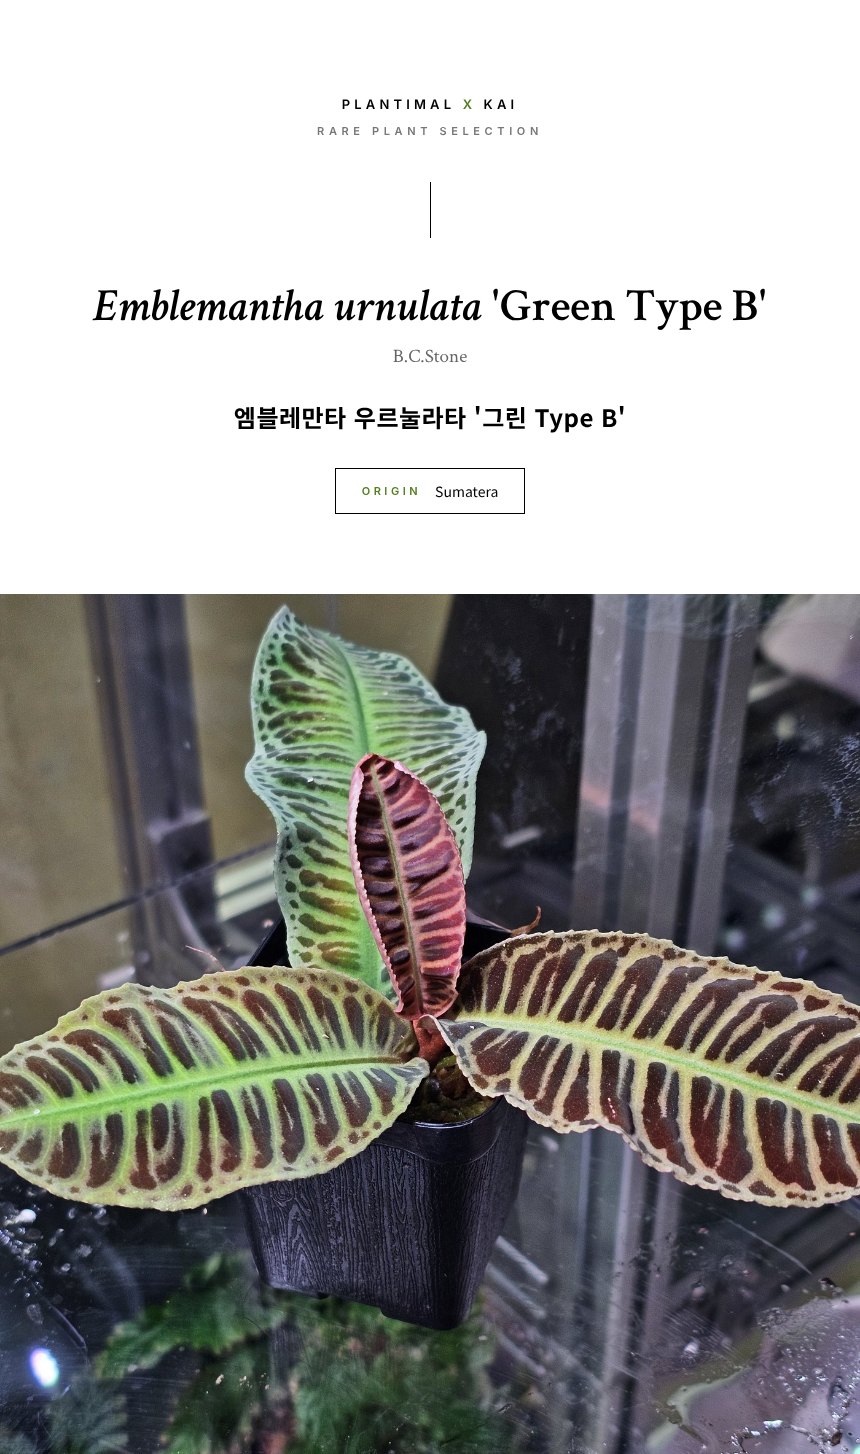 PLANTIMAL X KAI
RARE PLANT SELECTION
Emblemantha urnulata 'Green Type B'
B.C.Stone
엠블레만타 우르눌라타 '그린 Type B'
ORIGIN Sumatera